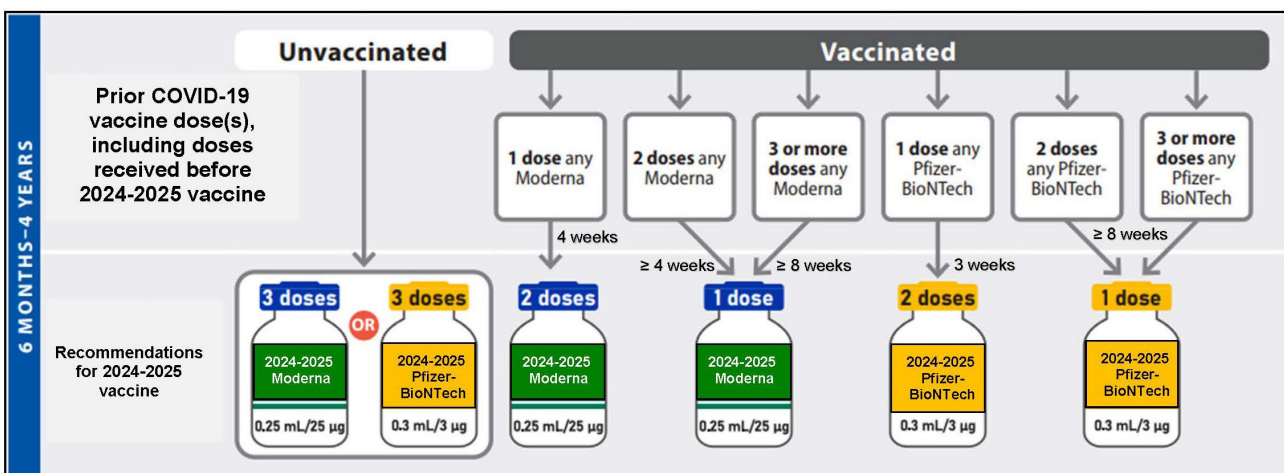 6 MONTHS–4 YEARS
Unvaccinated
Vaccinated
Prior COVID-19
vaccine dose(s),
including doses
received before
2024-2025 vaccine
1 dose any
Moderna
2 doses any
Moderna
3 or more
doses any
Moderna
1 dose any
Pfizer-
BioNTech
2 doses
any Pfizer-
BioNTech
3 or more
doses any
Pfizer-
BioNTech
4 weeks
≥ 4 weeks
≥ 8 weeks
3 weeks
≥ 8 weeks
Recommendations
for 2024-2025
vaccine
3 doses
2024-2025
Moderna
0.25 mL/25 µg
OR
3 doses
2024-2025
Pfizer-
BioNTech
0.3 mL/3 µg
2 doses
2024-2025
Moderna
0.25 mL/25 µg
1 dose
2024-2025
Moderna
0.25 mL/25 µg
2 doses
2024-2025
Pfizer-
BioNTech
0.3 mL/3 µg
1 dose
2024-2025
Pfizer-
BioNTech
0.3 mL/3 µg